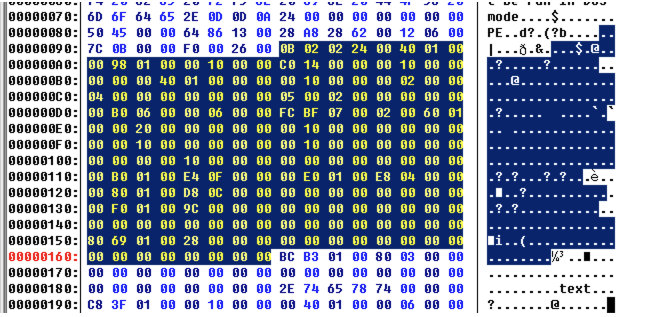 00000070: 6D 6F 64 65 2E 0D 0D 0A 24 00 00 00 00 00 00 00 mode....$.......
00000080: 50 45 00 00 64 86 13 00 28 A8 28 62 00 12 06 00 PE..d?.(?b....
00000090: 7C 0B 00 00 F0 00 26 00 0B 02 02 24 00 40 01 00 |...ð.&....$.@..
000000A0: 00 98 01 00 00 10 00 00 C0 14 00 00 00 10 00 00 .?......?.......
000000B0: 00 00 00 40 01 00 00 00 00 10 00 00 00 02 00 00 ...@............
000000C0: 04 00 00 00 00 00 00 00 05 00 02 00 00 00 00 00 ................
000000D0: 00 B0 06 00 00 06 00 00 FC BF 07 00 02 00 60 01 .?............`.
000000E0: 00 00 20 00 00 00 00 00 00 10 00 00 00 00 00 00
000000F0: 00 00 10 00 00 00 00 00 00 10 00 00 00 00 00 00
00000100: 00 00 00 00 10 00 00 00 00 00 00 00 00 00 00 00
00000110: 00 B0 01 00 E4 0F 00 00 00 E0 01 00 E8 04 00 00 .?.?...?.?..è...
00000120: 00 80 01 00 D8 0C 00 00 00 00 00 00 00 00 00 00
00000130: 00 F0 01 00 9C 00 00 00 00 00 00 00 00 00 00 00 .?.?............
00000140: 00 00 00 00 00 00 00 00 00 00 00 00 00 00 00 00
00000150: 80 69 01 00 28 00 00 00 00 00 00 00 00 00 00 00 i..(...........
00000160: 00 00 00 00 00 00 00 00 BC B3 01 00 80 03 00 00 ........¼³..
00000170: 00 00 00 00 00 00 00 00 00 00 00 00 00 00 00 00 ................
00000180: 00 00 00 00 00 00 00 00 2E 74 65 78 74 00 00 00 .........text...
00000190: C8 3F 01 00 00 10 00 00 00 40 01 00 00 06 00 00 ?........@......